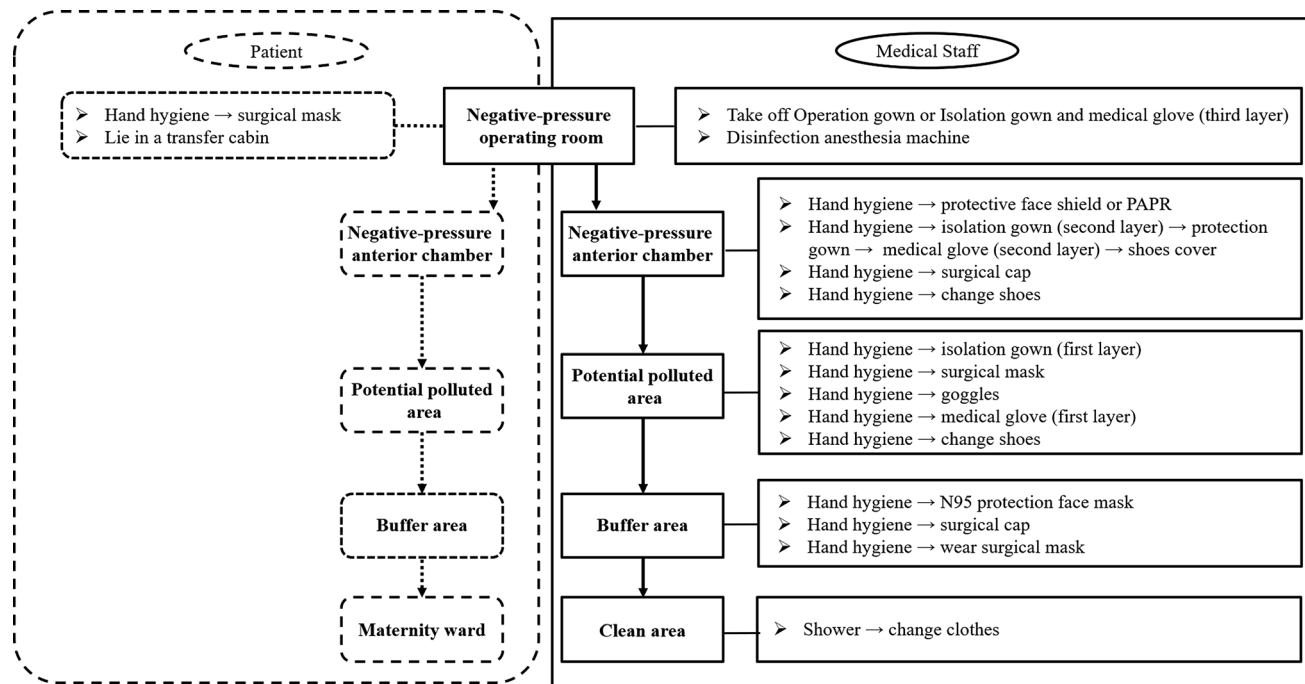 Patient
Medical Staff
➢ Hand hygiene → surgical mask
➢ Lie in a transfer cabin
Negative-pressure
operating room
➢ Take off Operation gown or Isolation gown and medical glove (third layer)
➢ Disinfection anesthesia machine
Negative-pressure
anterior chamber
Negative-pressure
anterior chamber
➢ Hand hygiene → protective face shield or PAPR
➢ Hand hygiene → isolation gown (second layer) → protection
gown → medical glove (second layer) → shoes cover
➢ Hand hygiene → surgical cap
➢ Hand hygiene → change shoes
Potential polluted
area
Potential polluted
area
➢ Hand hygiene → isolation gown (first layer)
➢ Hand hygiene → surgical mask
➢ Hand hygiene → goggles
➢ Hand hygiene → medical glove (first layer)
➢ Hand hygiene → change shoes
Buffer area
Buffer area
➢ Hand hygiene → N95 protection face mask
➢ Hand hygiene → surgical cap
➢ Hand hygiene → wear surgical mask
Maternity ward
Clean area
➢ Shower → change clothes